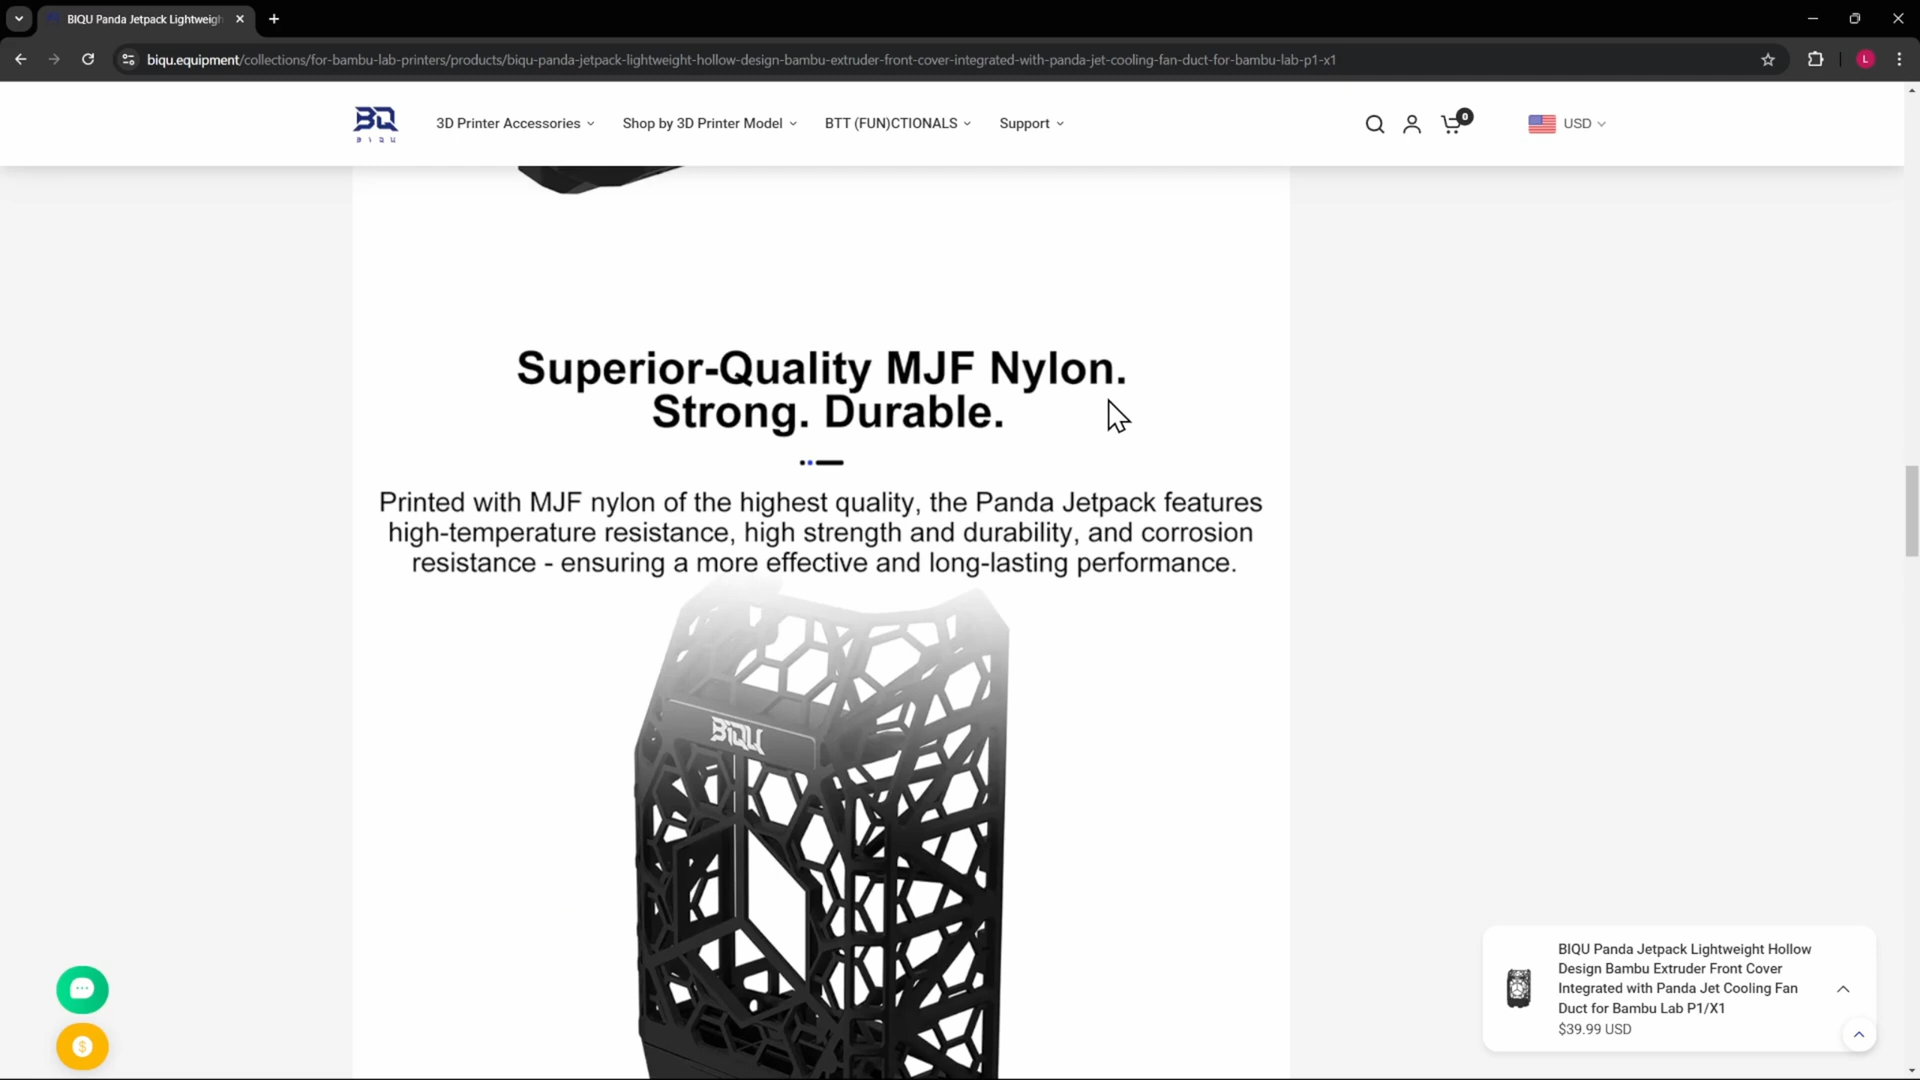 BIQU Panda Jetpack Lightweigh
biqu.equipment/collections/for-bambu-lab-printers/products/biqu-panda-jetpack-lightweight-hollow-design-bambu-extruder-front-cover-integrated-with-panda-jet-cooling-fan-duct-for-bambu-lab-p1-x1
L
BQ
BIQU
3D Printer Accessories
Shop by 3D Printer Model
BTT (FUN)CTIONALS
Support
0
USD
Superior-Quality MJF Nylon.
Strong. Durable.
Printed with MJF nylon of the highest quality, the Panda Jetpack features
high-temperature resistance, high strength and durability, and corrosion
resistance - ensuring a more effective and long-lasting performance.
BIQU
$
BIQU Panda Jetpack Lightweight Hollow
Design Bambu Extruder Front Cover
Integrated with Panda Jet Cooling Fan
Duct for Bambu Lab P1/X1
$39.99 USD